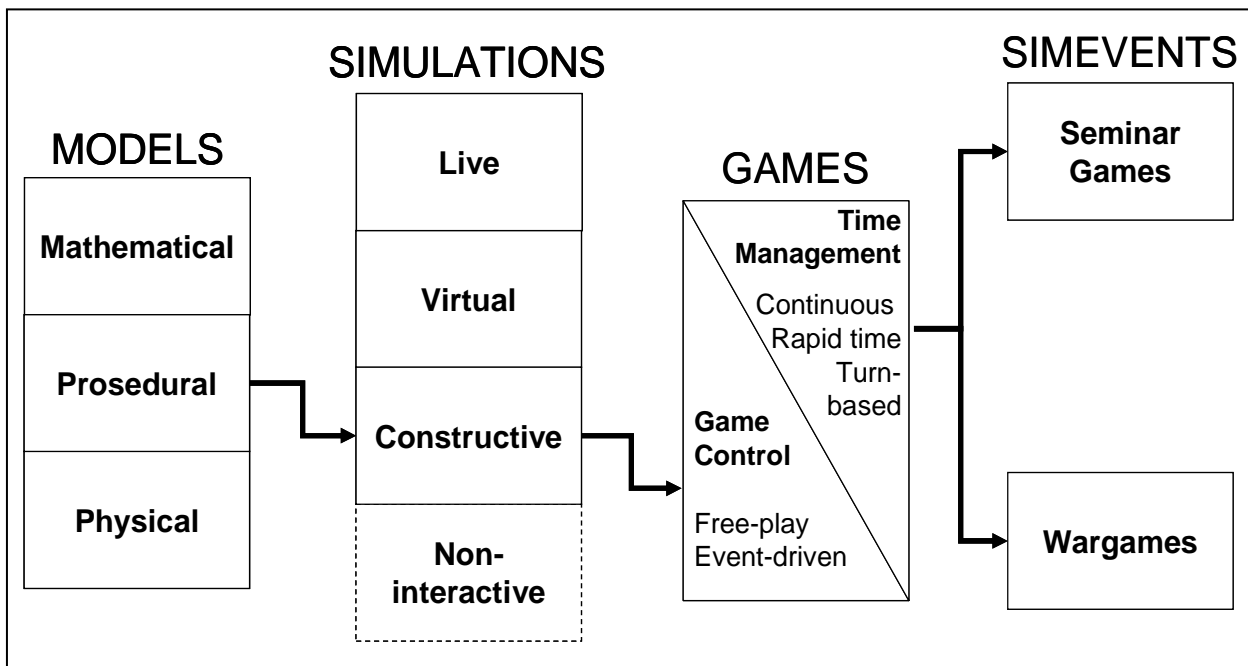 MODELS
Mathematical
Prosedural
Physical
SIMULATIONS
Live
Virtual
Constructive
Non-
interactive
GAMES
Time
Management
Continuous
Rapid time
Turn-
based
Game
Control
Free-play
Event-driven
SIMEVENTS
Seminar
Games
Wargames